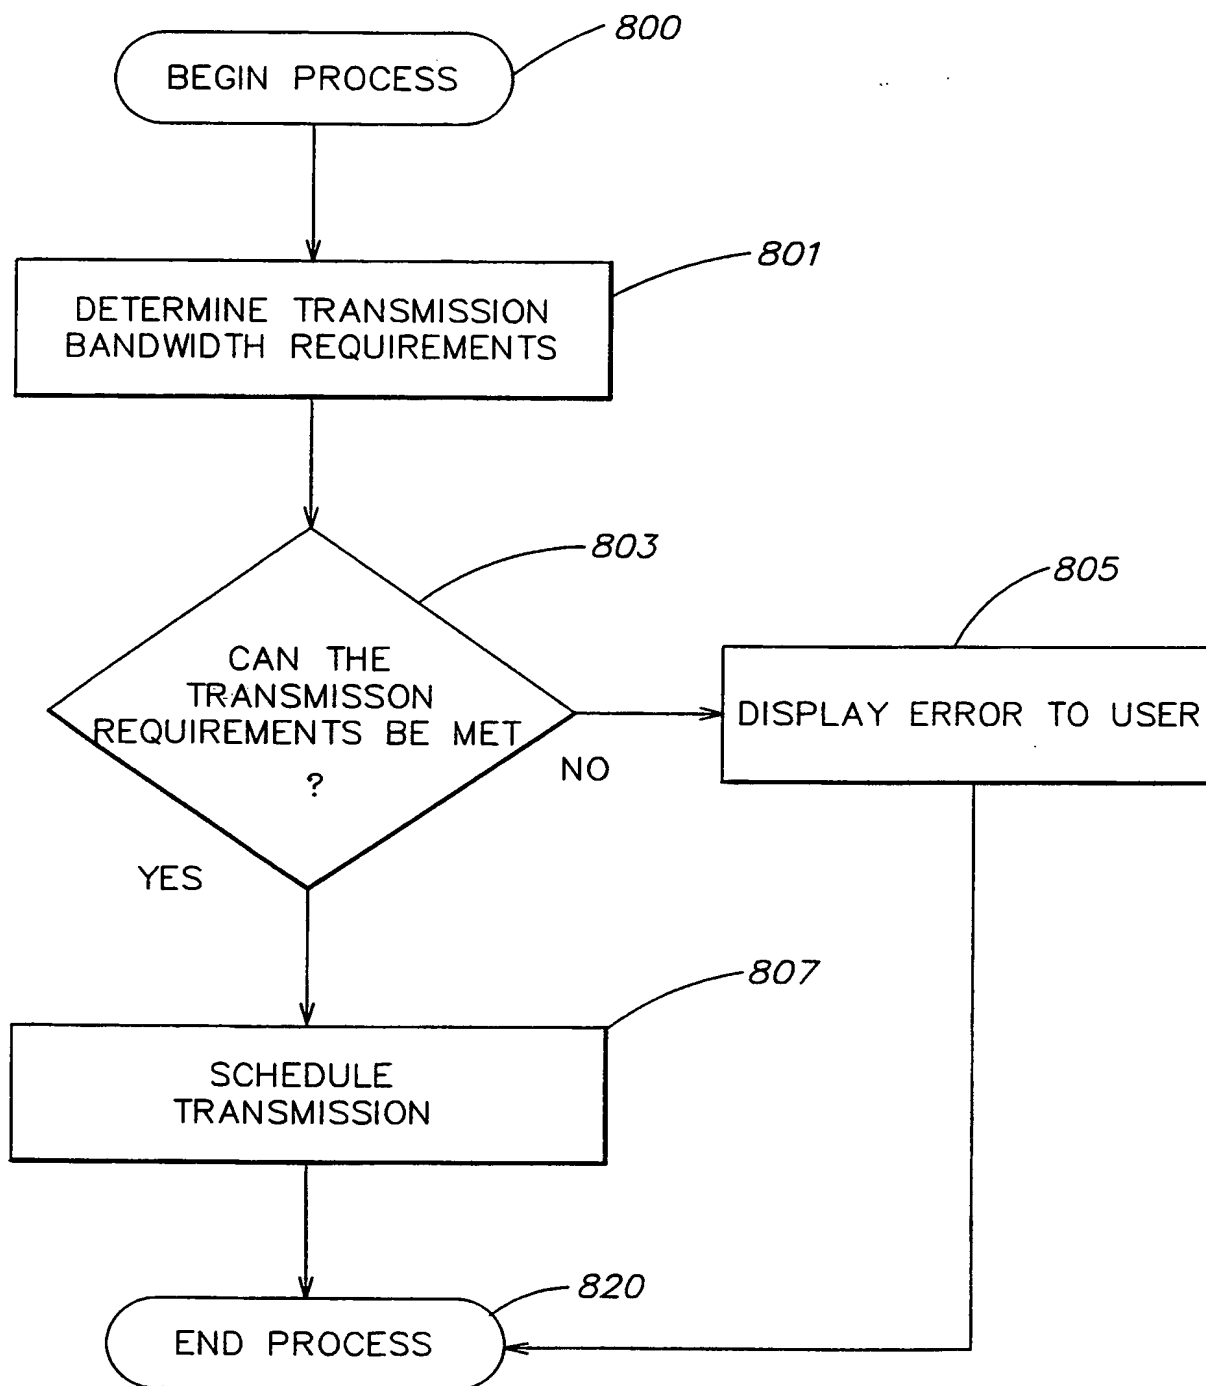 800
BEGIN PROCESS
801
DETERMINE TRANSMISSION
BANDWIDTH REQUIREMENTS
803
805
CAN THE
TRANSMISSON
REQUIREMENTS BE MET
?
DISPLAY ERROR TO USER
NO
YES
807
SCHEDULE
TRANSMISSION
820
END PROCESS